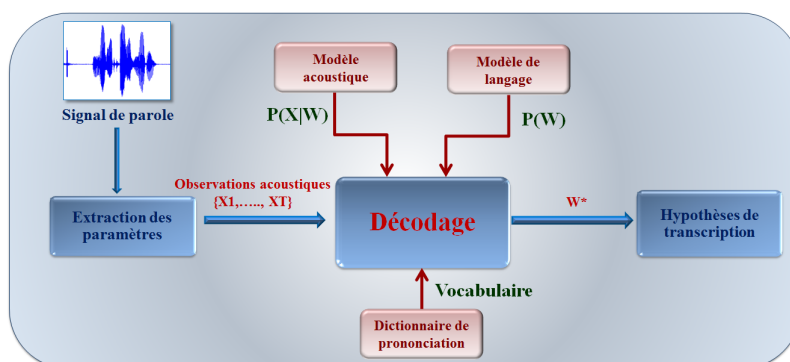 Signal de parole
Modèle
acoustique
Modèle de
langage
P(X|W)
P(W)
Extraction des
paramètres
Observations acoustiques
{X1,....., XT}
Décodage
W*
Hypothèses de
transcription
Vocabulaire
Dictionnaire de
prononciation